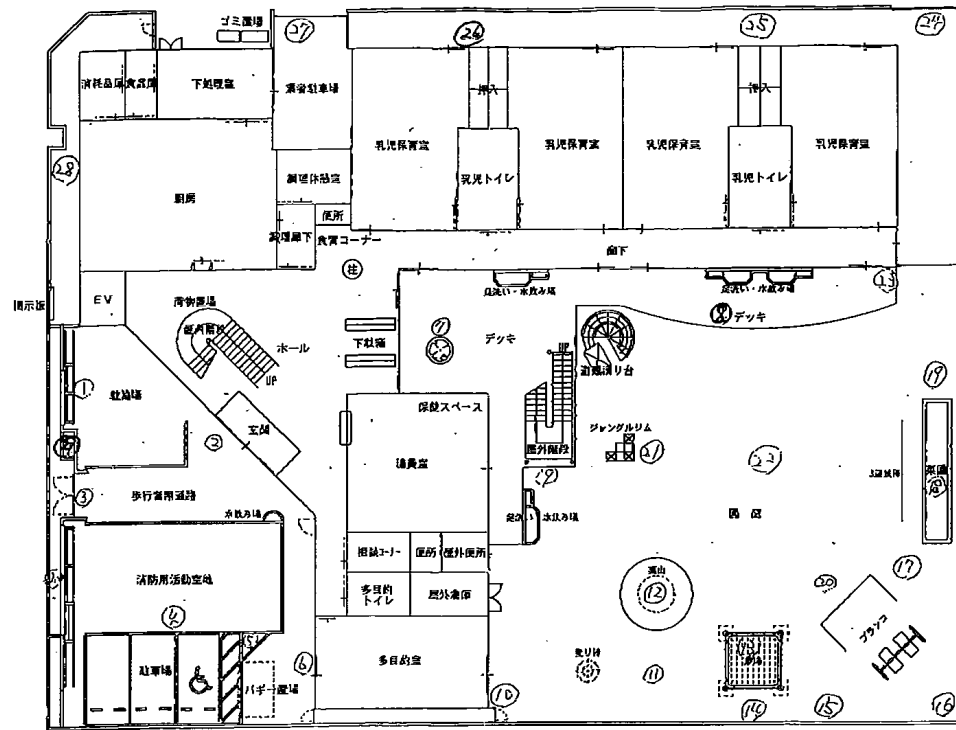 ゴミ置場
27
26
25
24
消耗品庫
食品庫
下処理室
業者駐車場
押入
押入
乳児保育室
乳児保育室
乳児保育室
乳児保育室
28
調理休憩室
乳児トイレ
乳児トイレ
厨房
便所
調理廊下
食育コーナー
廊下
注
掲示板
EV
荷物置場
足洗い・水飲み場
足洗い・水飲み場
23
屋内階段
ホール
下駄箱
7
デッキ
8
デッキ
UP
UP
避難滑り台
1
駐輪場
保健スペース
19
玄関
ジャングルジム
2
遊戯室
屋外階段
21
22
菜園
18
3
歩行者専用通路
9
園庭
水飲み場
足洗い・水飲み場
相談コーナー
便所
屋外便所
17
消防用活動空地
多目的
トイレ
屋外倉庫
築山
12
20
ブランコ
4
5
駐車場
バギー置場
6
多目的室
10
11
13
14
15
16